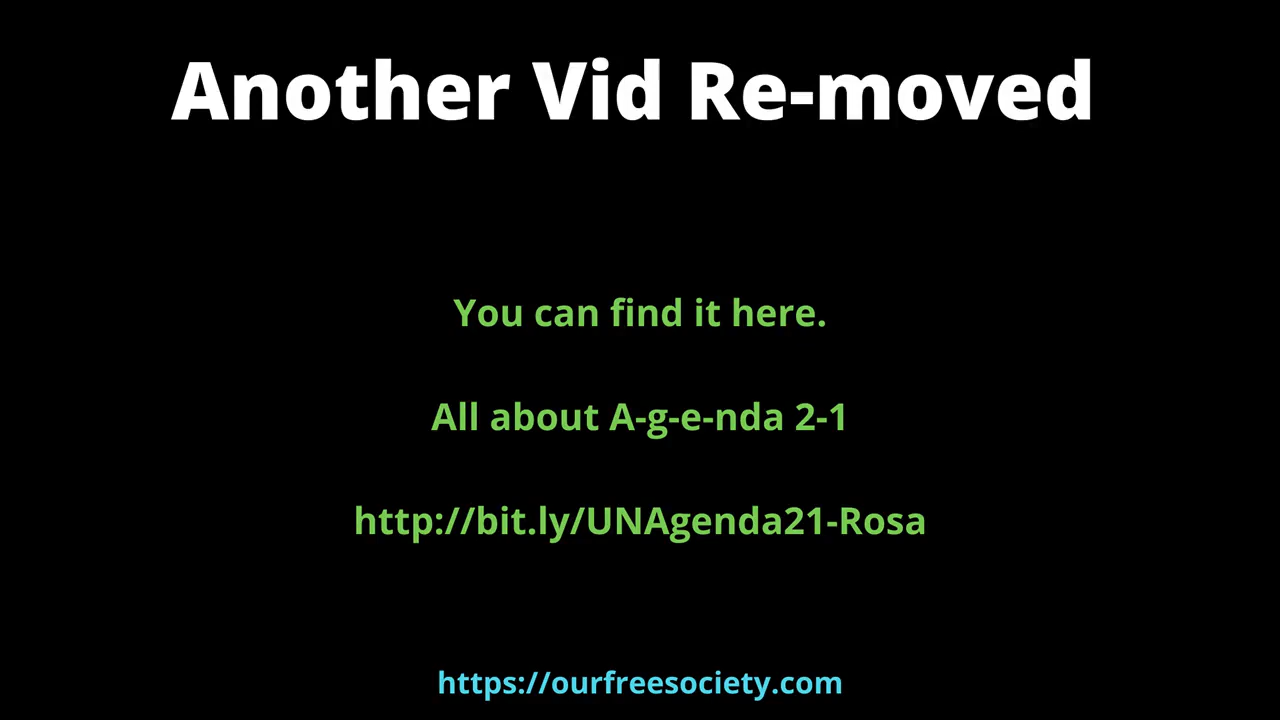 Another Vid Re-moved
You can find it here.
All about A-g-e-nda 2-1
http://bit.ly/UNAgenda21-Rosa
https://ourfreesociety.com